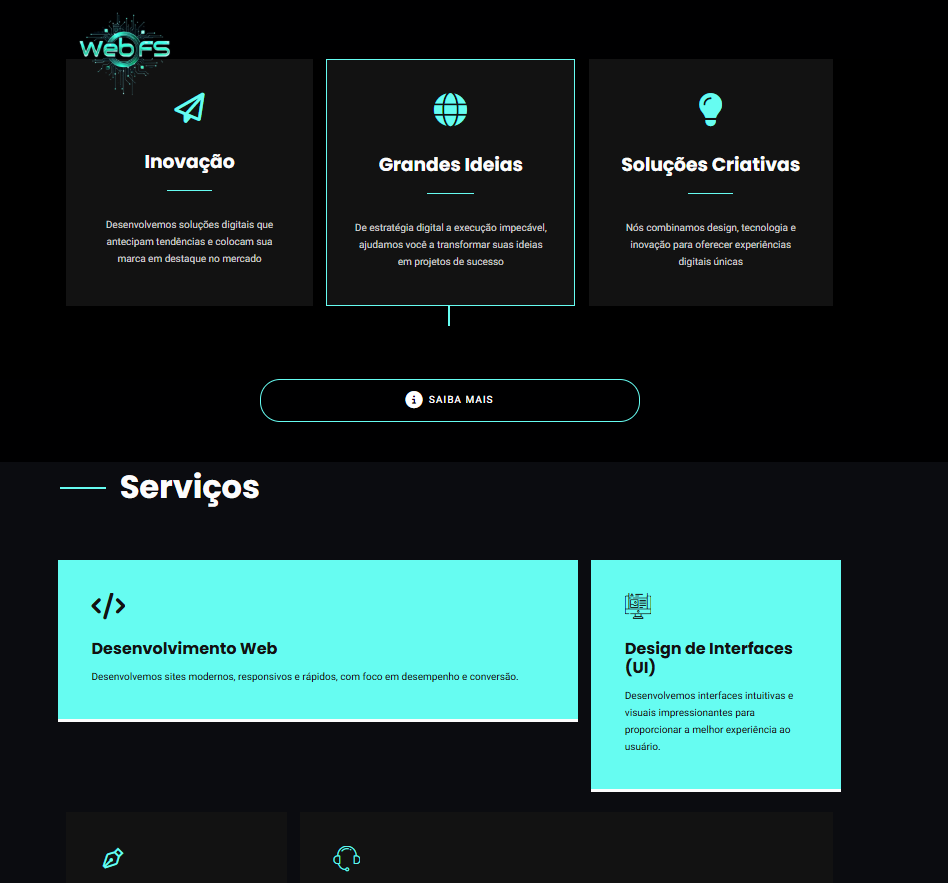 WebFS
Inovação
Desenvolvemos soluções digitais que
antecipam tendências e colocam sua
marca em destaque no mercado
Grandes Ideias
De estratégia digital a execução impecável,
ajudamos você a transformar suas ideias
em projetos de sucesso
Soluções Criativas
Nós combinamos design, tecnologia e
inovação para oferecer experiências
digitais únicas
SAIBA MAIS
Serviços
Desenvolvimento Web
Desenvolvemos sites modernos, responsivos e rápidos, com foco em desempenho e conversão.
Design de Interfaces
(UI)
Desenvolvemos interfaces intuitivas e
visuais impressionantes para
proporcionar a melhor experiência ao
usuário.